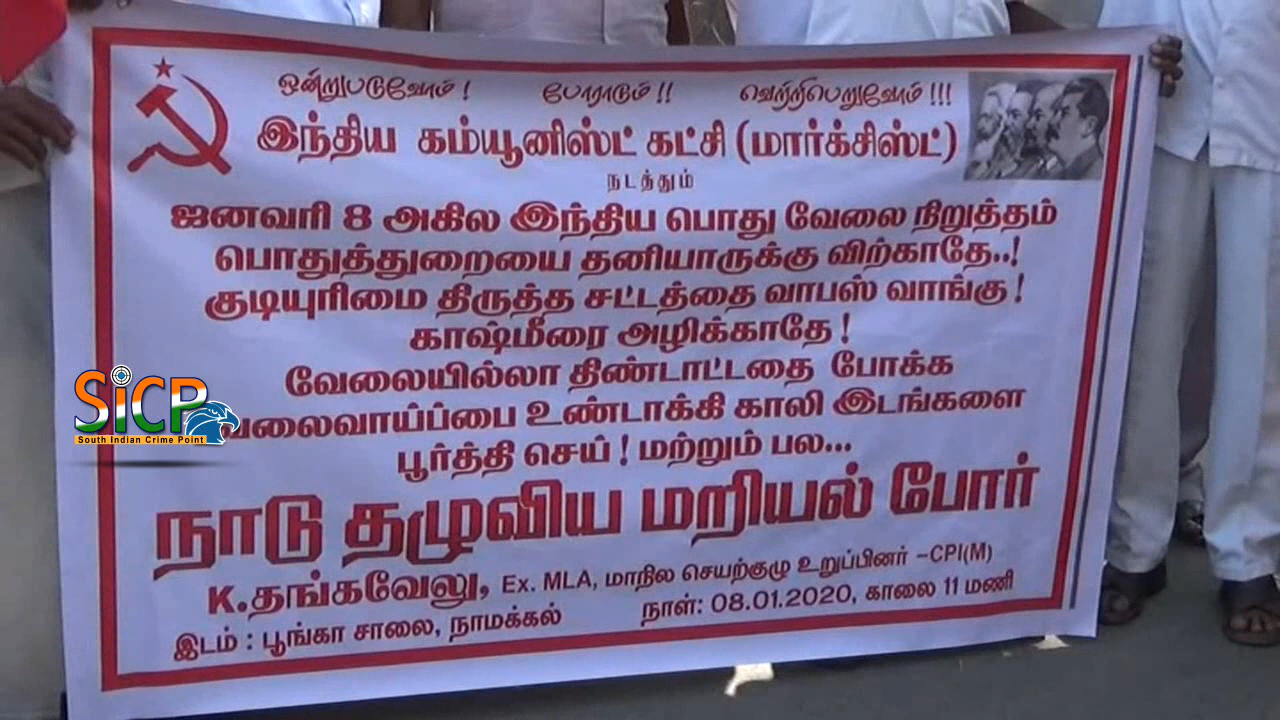 ஒன்றுபடுவோம் ! போராடும் !! வெற்றிபெறுவோம் !!!
இந்திய கம்யூனிஸ்ட் கட்சி (மார்க்சிஸ்ட்)
நடத்தும்
ஜனவரி 8 அகில இந்திய பொது வேலை நிறுத்தம்
பொதுத்துறையை தனியாருக்கு விற்காதே..!
குடியுரிமை திருத்த சட்டத்தை வாபஸ் வாங்கு !
காஷ்மீரை அழிக்காதே !
வேலையில்லா திண்டாட்டதை போக்க
லைவாய்ப்பை உண்டாக்கி காலி இடங்களை
பூர்த்தி செய் ! மற்றும் பல...
நாடு தழுவிய மறியல் போர்
K.தங்கவேலு, Ex. MLA, மாநில செயற்குழு உறுப்பினர் -CPI(M)
இடம் : பூங்கா சாலை, நாமக்கல் நாள்: 08.01.2020, காலை 11 மணி
SiCP
South Indian Crime Point